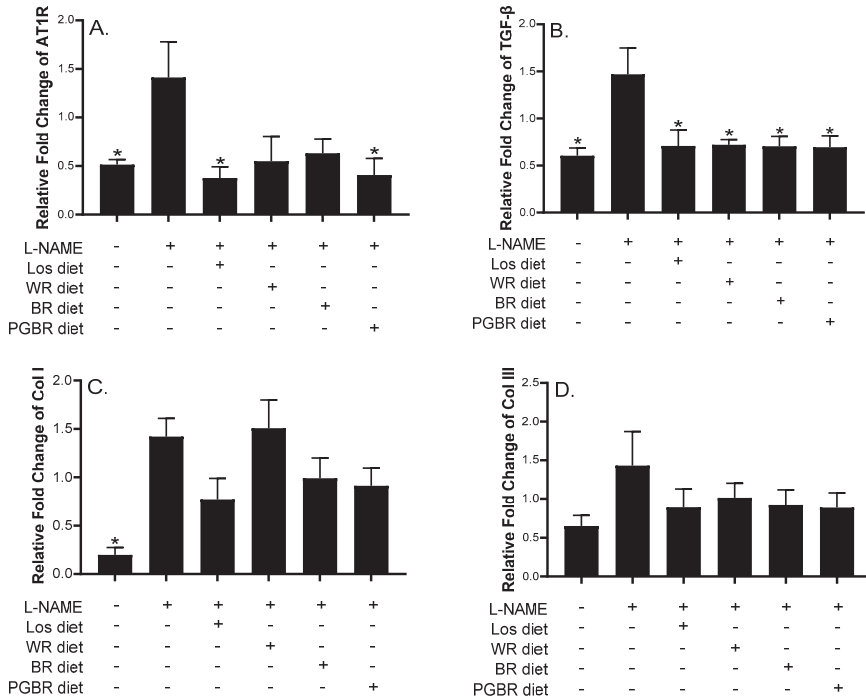 A.
Relative Fold Change of AT1R
2.0
1.5
1.0
0.5
0.0
* * *
L-NAME - + + + + +
Los diet - - + - - -
WR diet - - - + - -
BR diet - - - - + -
PGBR diet - - - - - +
B.
Relative Fold Change of TGF-β
2.0
1.5
1.0
0.5
0.0
* * * * *
L-NAME - + + + + +
Los diet - - + - - -
WR diet - - - + - -
BR diet - - - - + -
PGBR diet - - - - - +
C.
Relative Fold Change of Col I
2.0
1.5
1.0
0.5
0.0
*
L-NAME - + + + + +
Los diet - - + - - -
WR diet - - - + - -
BR diet - - - - + -
PGBR diet - - - - - +
D.
Relative Fold Change of Col III
2.5
2.0
1.5
1.0
0.5
0.0
L-NAME - + + + + +
Los diet - - + - - -
WR diet - - - + - -
BR diet - - - - + -
PGBR diet - - - - - +